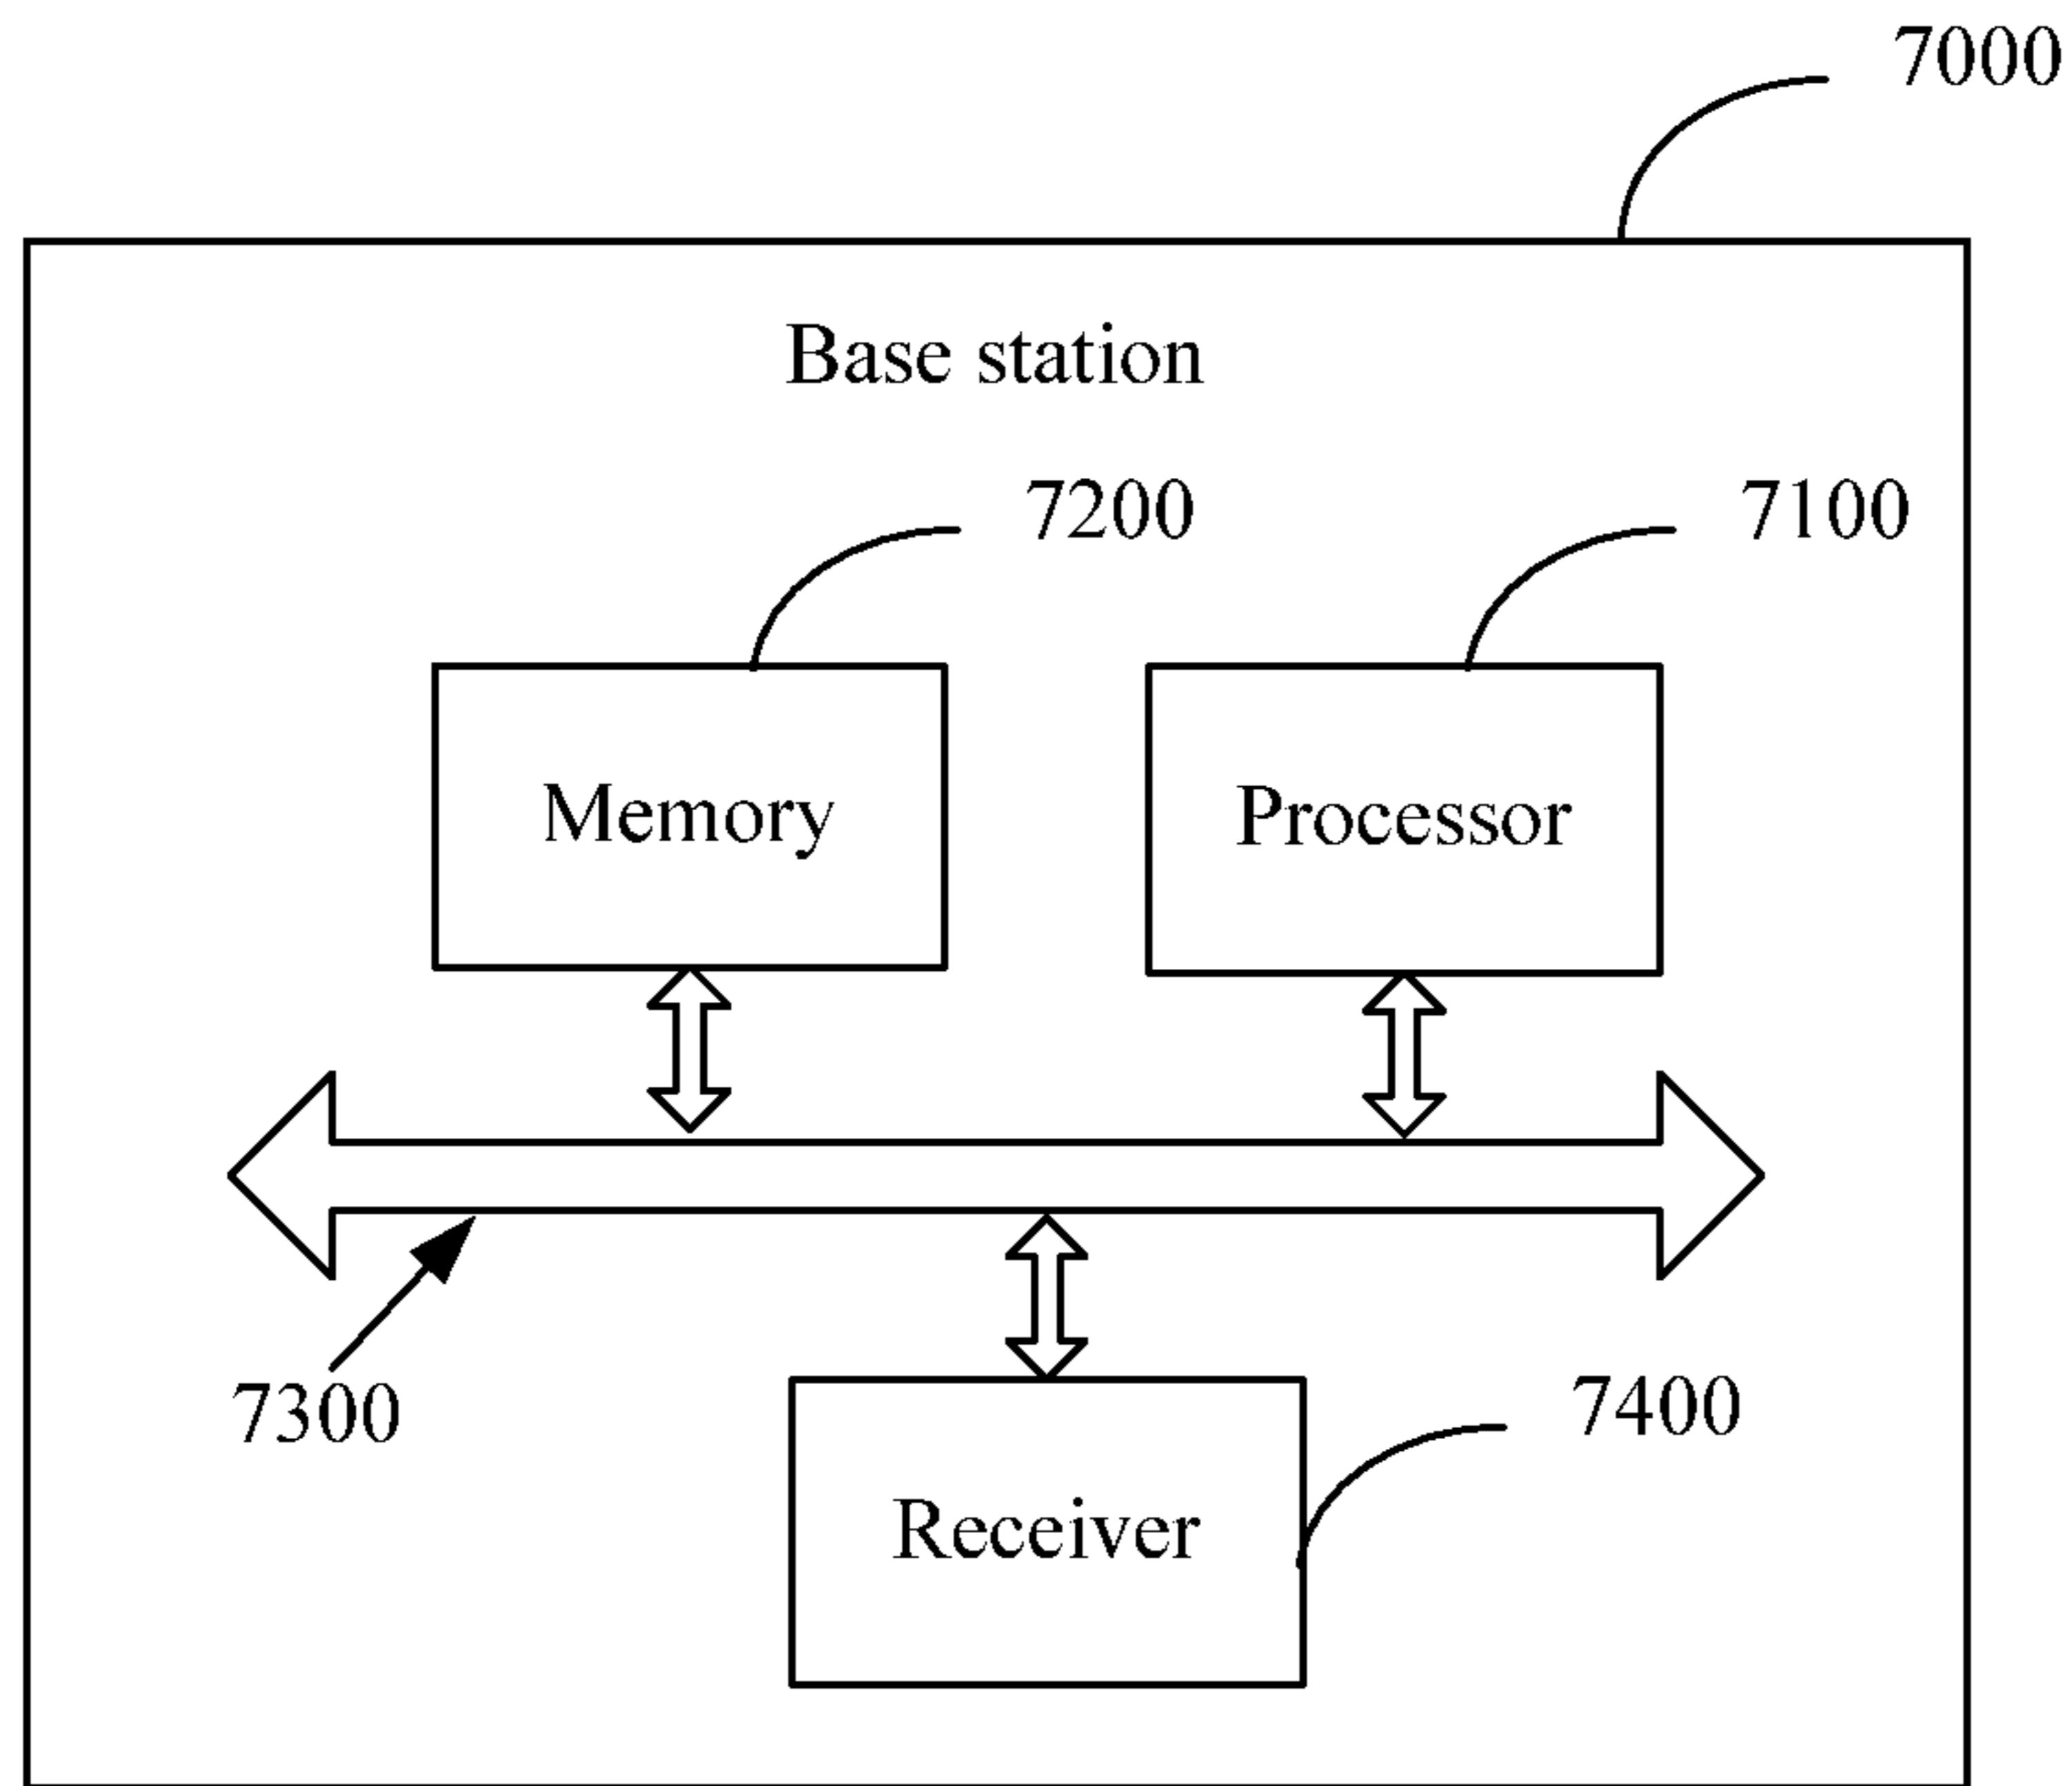 7000
Base station
7200
7100
Memory
Processor
7300
7400
Receiver